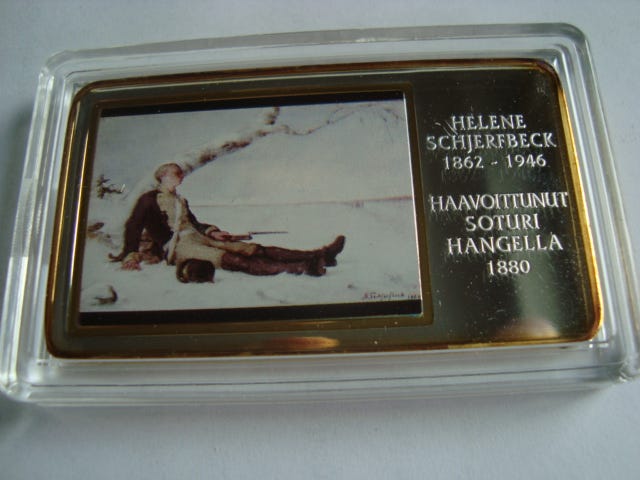 HELENE
SCHJERFBECK
1862 - 1946
HAAVOITTUNUT
SOTURI
HANGELLA
1880